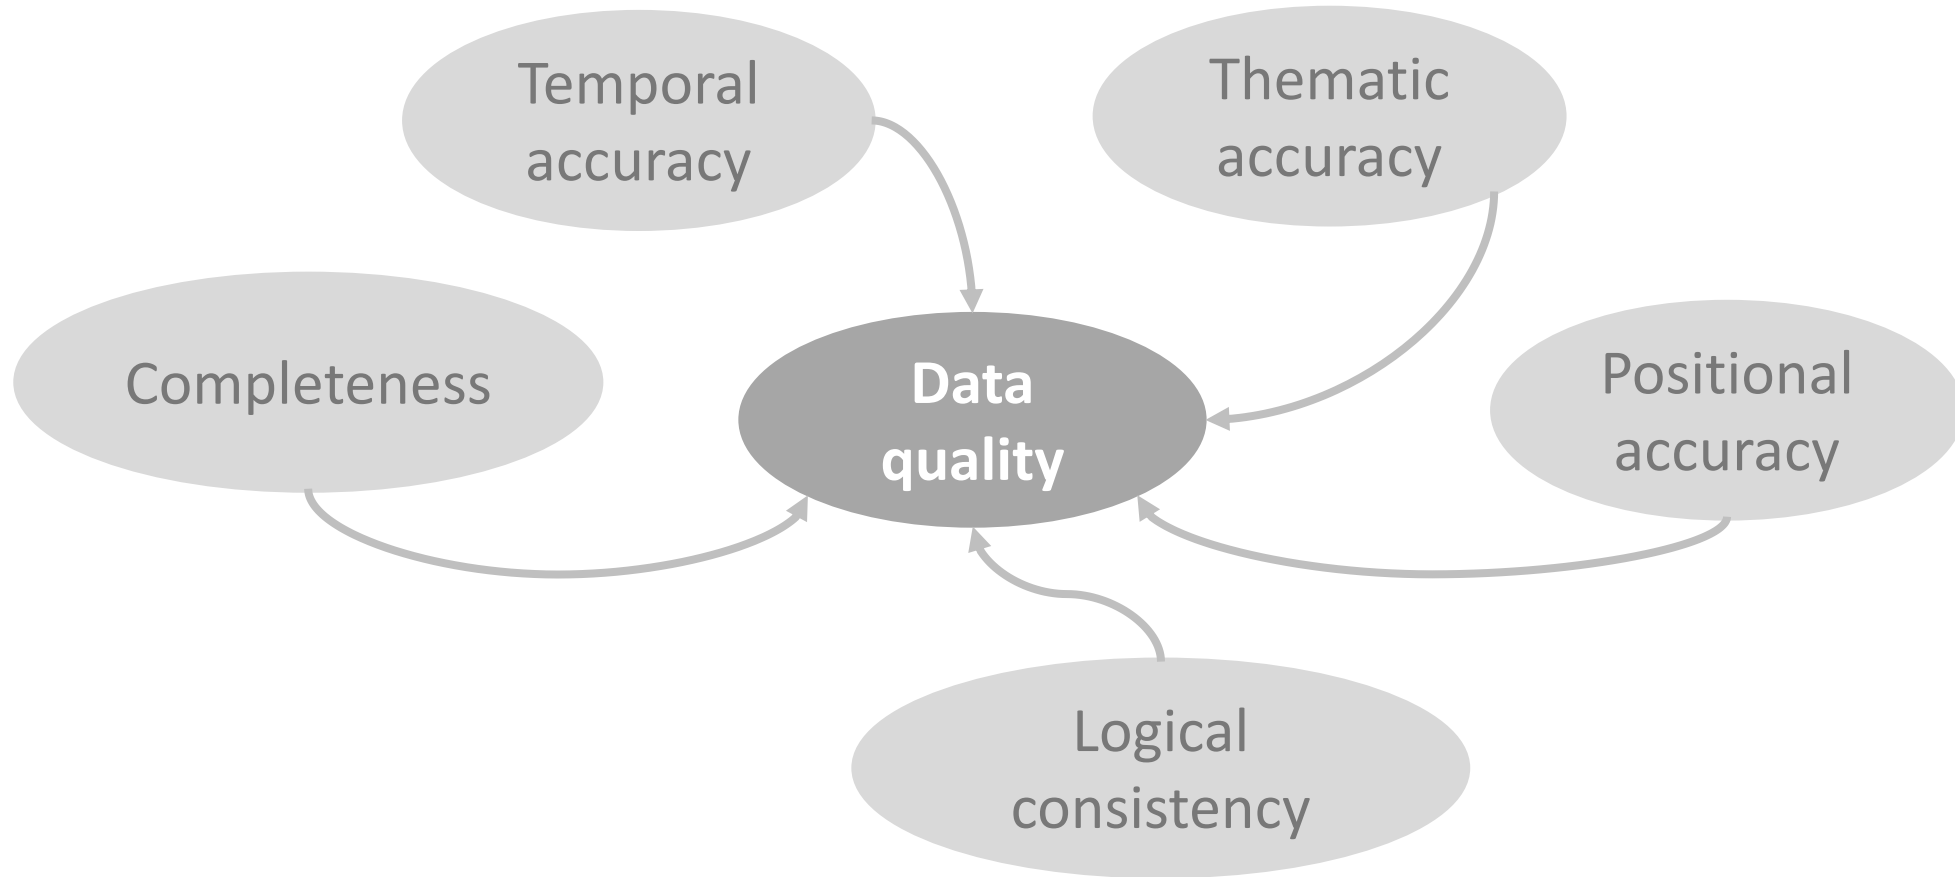 Temporal
accuracy
Thematic
accuracy
Completeness
Data
quality
Positional
accuracy
Logical
consistency